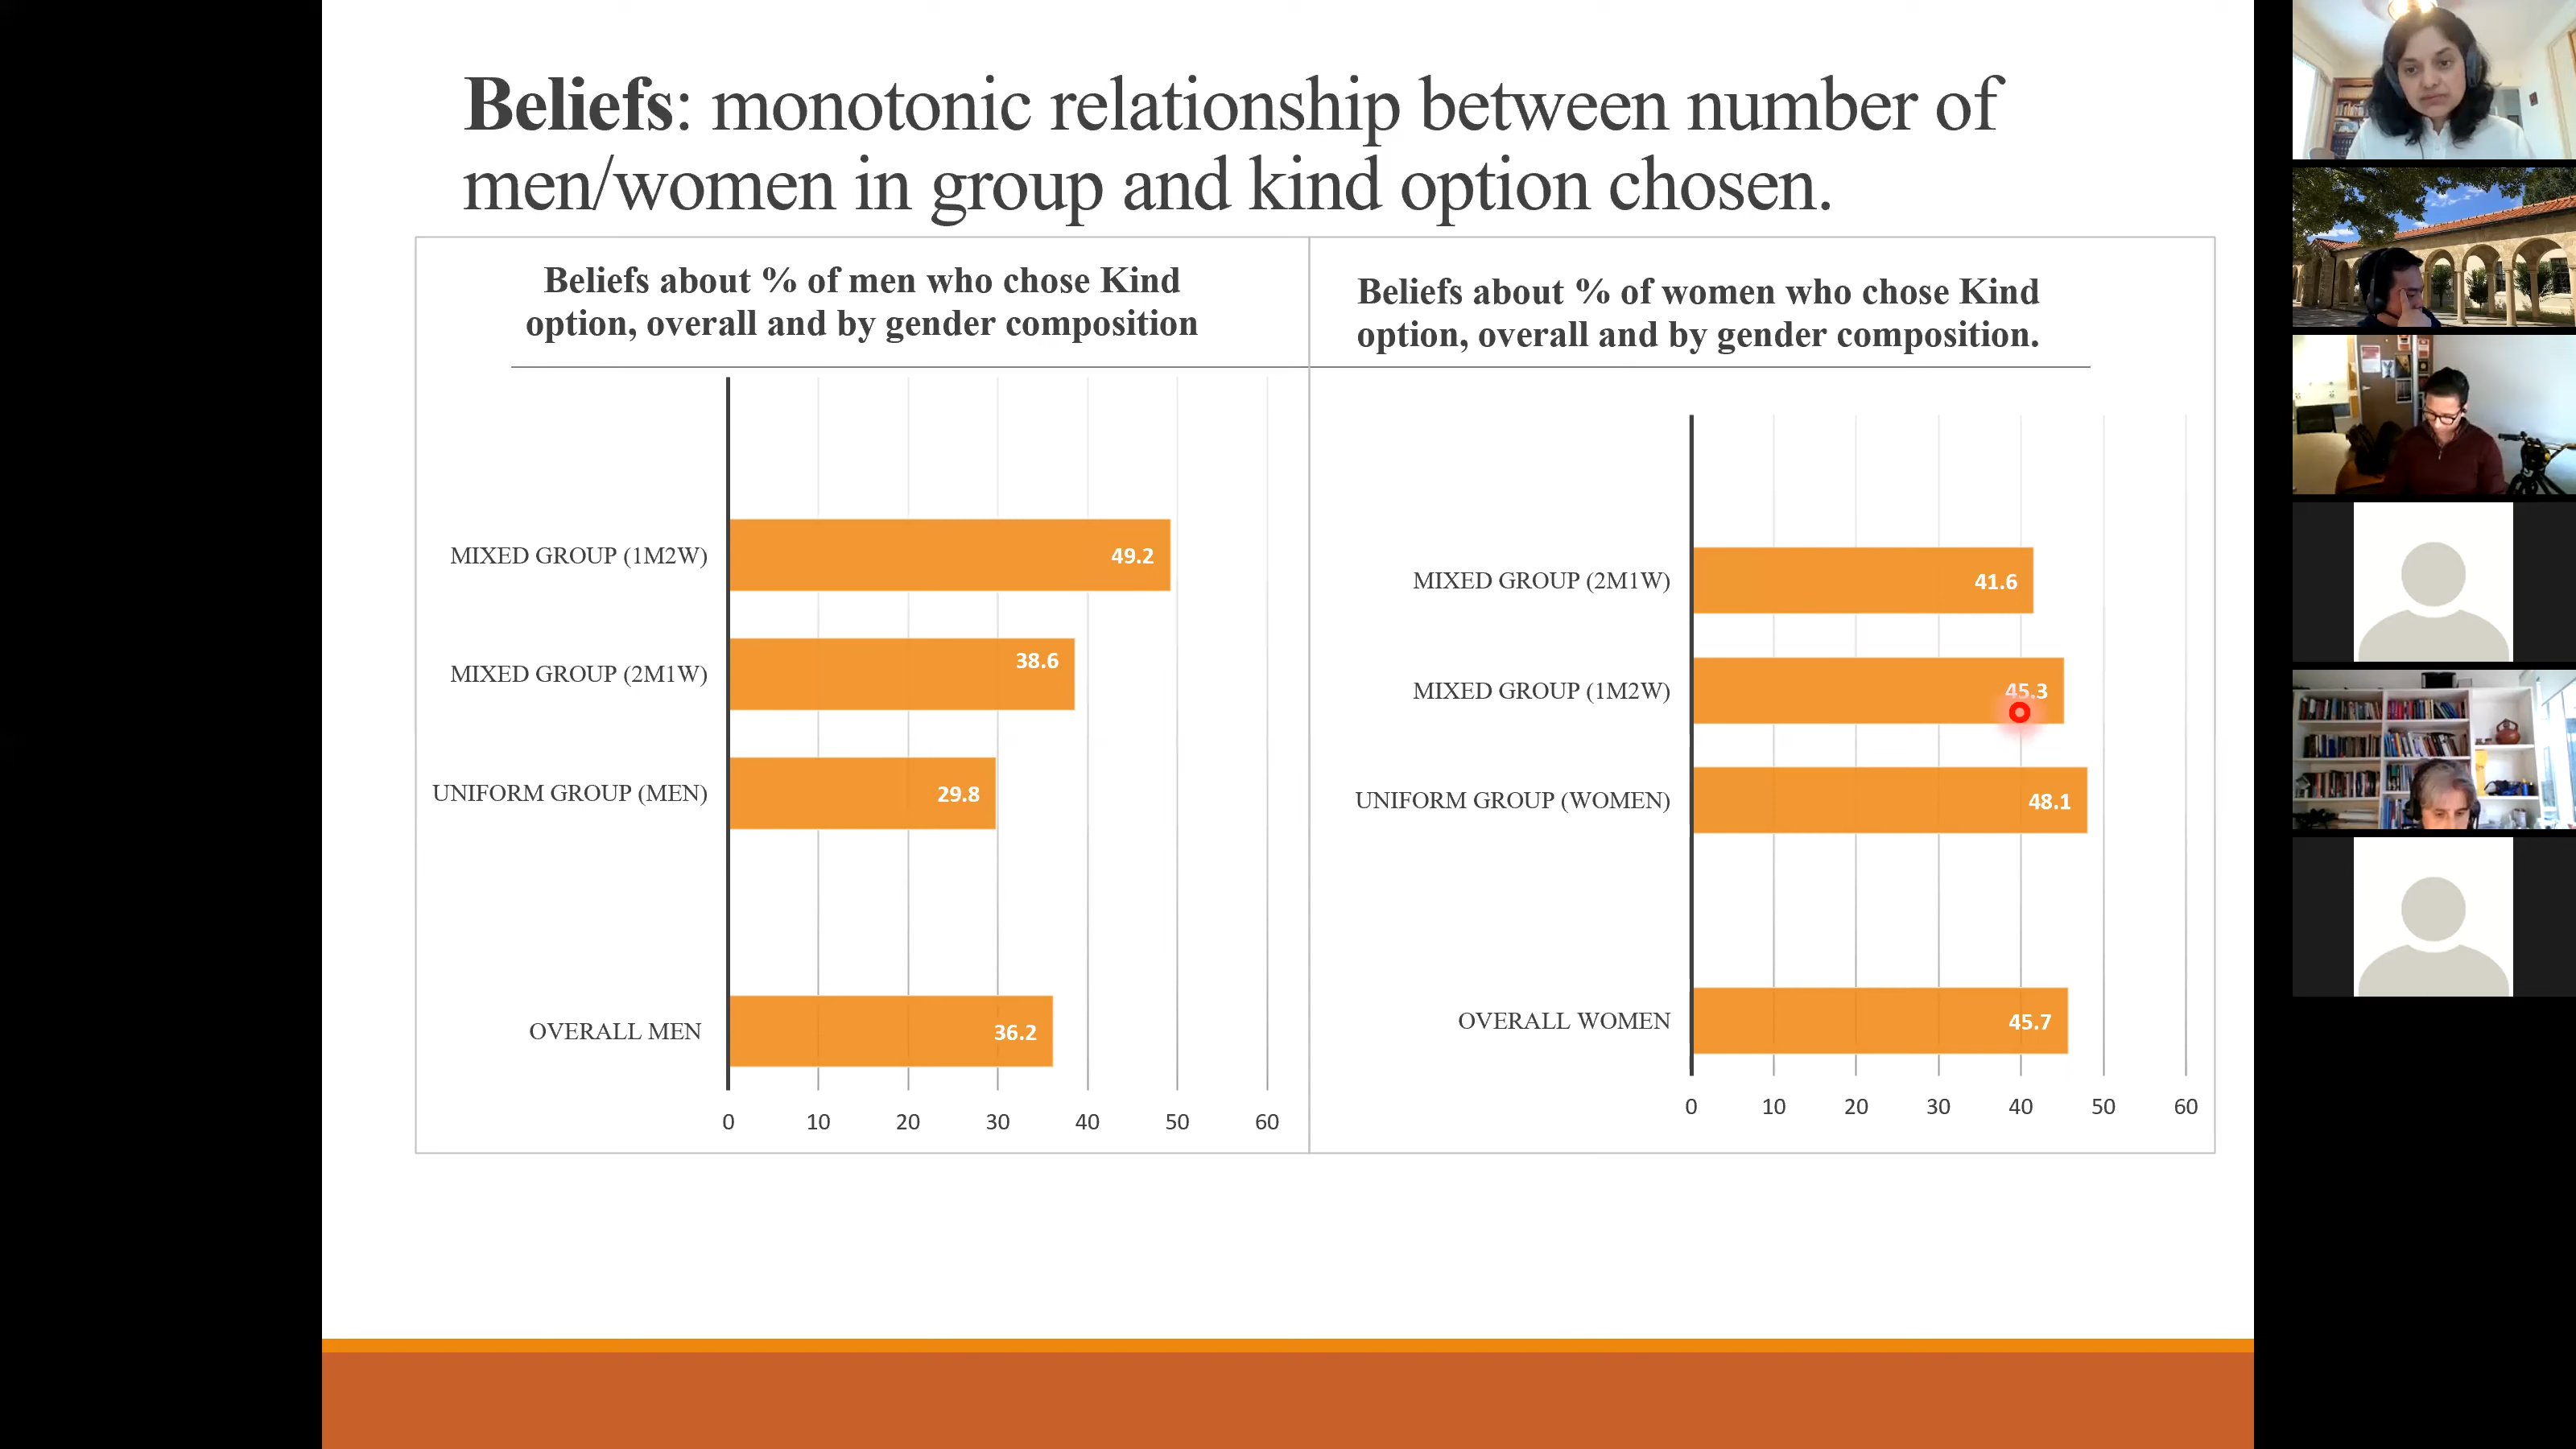 Beliefs: monotonic relationship between number of
men/women in group and kind option chosen.
Beliefs about % of men who chose Kind
option, overall and by gender composition
MIXED GROUP (1M2W)
49.2
MIXED GROUP (2M1W)
38.6
UNIFORM GROUP (MEN)
29.8
OVERALL MEN
36.2
0 10 20 30 40 50 60
Beliefs about % of women who chose Kind
option, overall and by gender composition.
MIXED GROUP (2M1W)
41.6
MIXED GROUP (1M2W)
45.3
UNIFORM GROUP (WOMEN)
48.1
OVERALL WOMEN
45.7
0 10 20 30 40 50 60